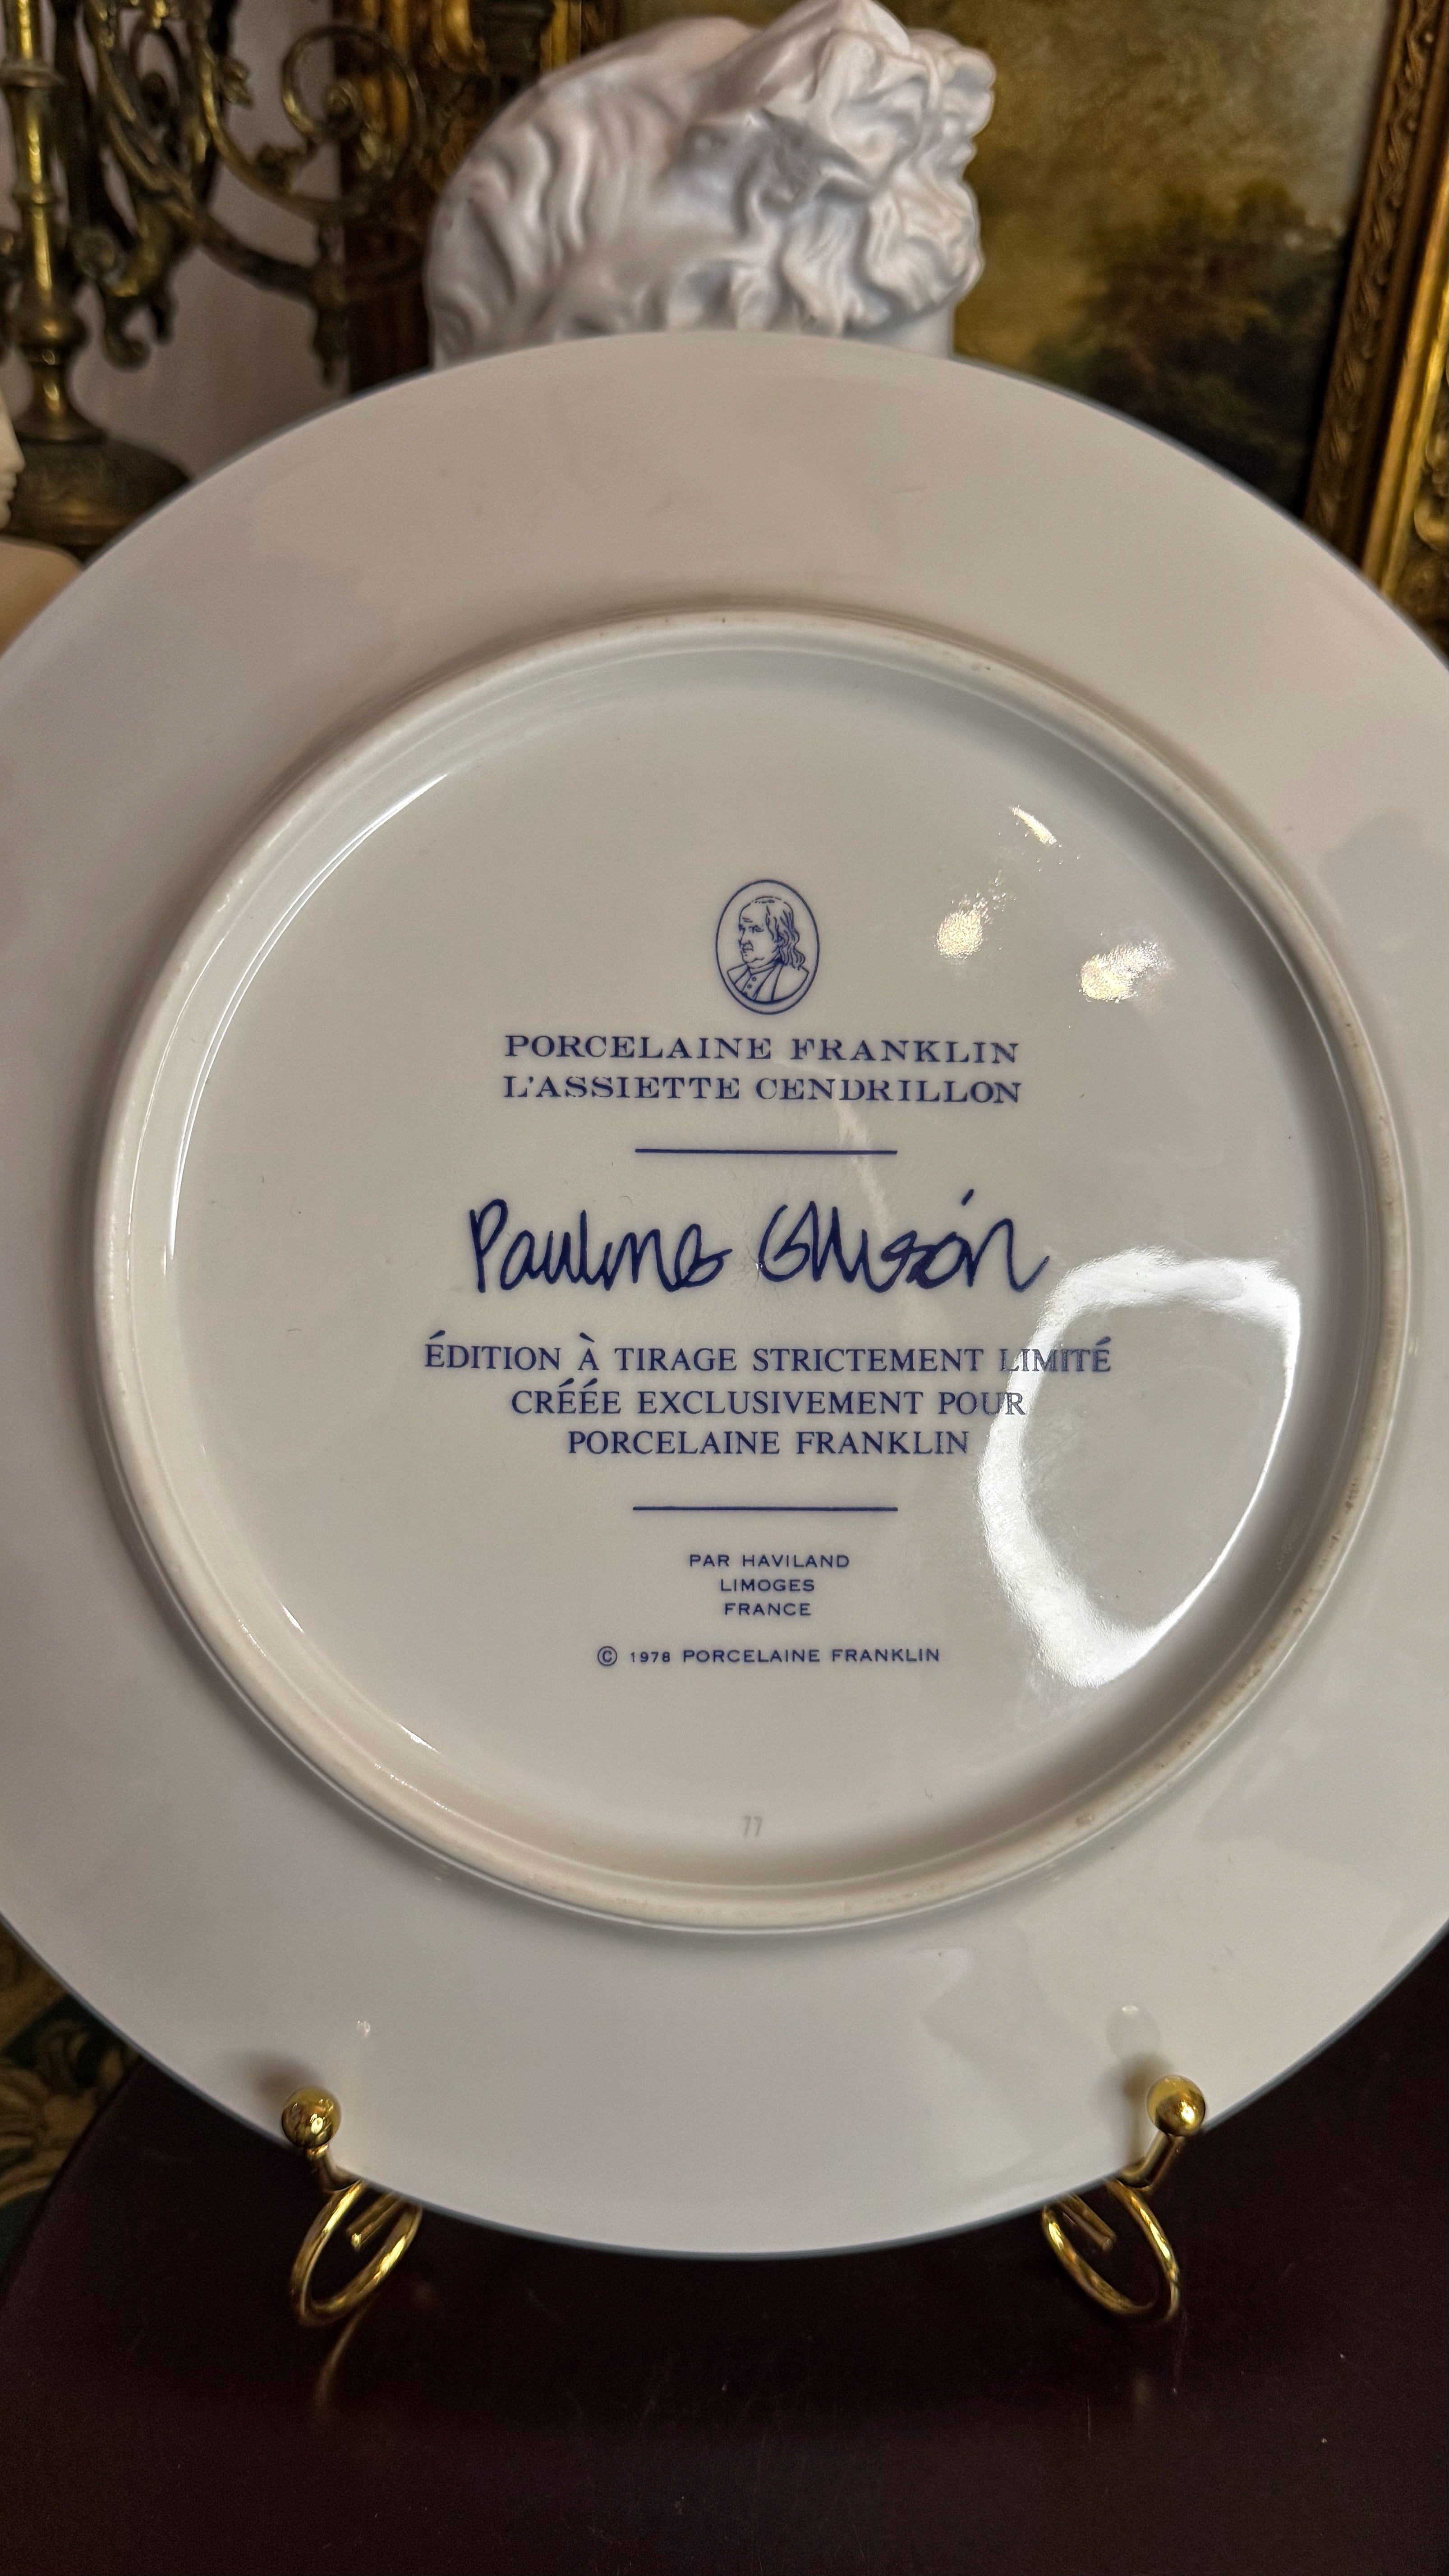 PORCELAINE FRANKLIN
L'ASSIETTE CENDRILLON
Pauline Ellison
ÉDITION À TIRAGE STRICTEMENT LIMITÉ
CRÉÉE EXCLUSIVEMENT POUR
PORCELAINE FRANKLIN
PAR HAVILAND
LIMOGES
FRANCE
© 1978 PORCELAINE FRANKLIN
77